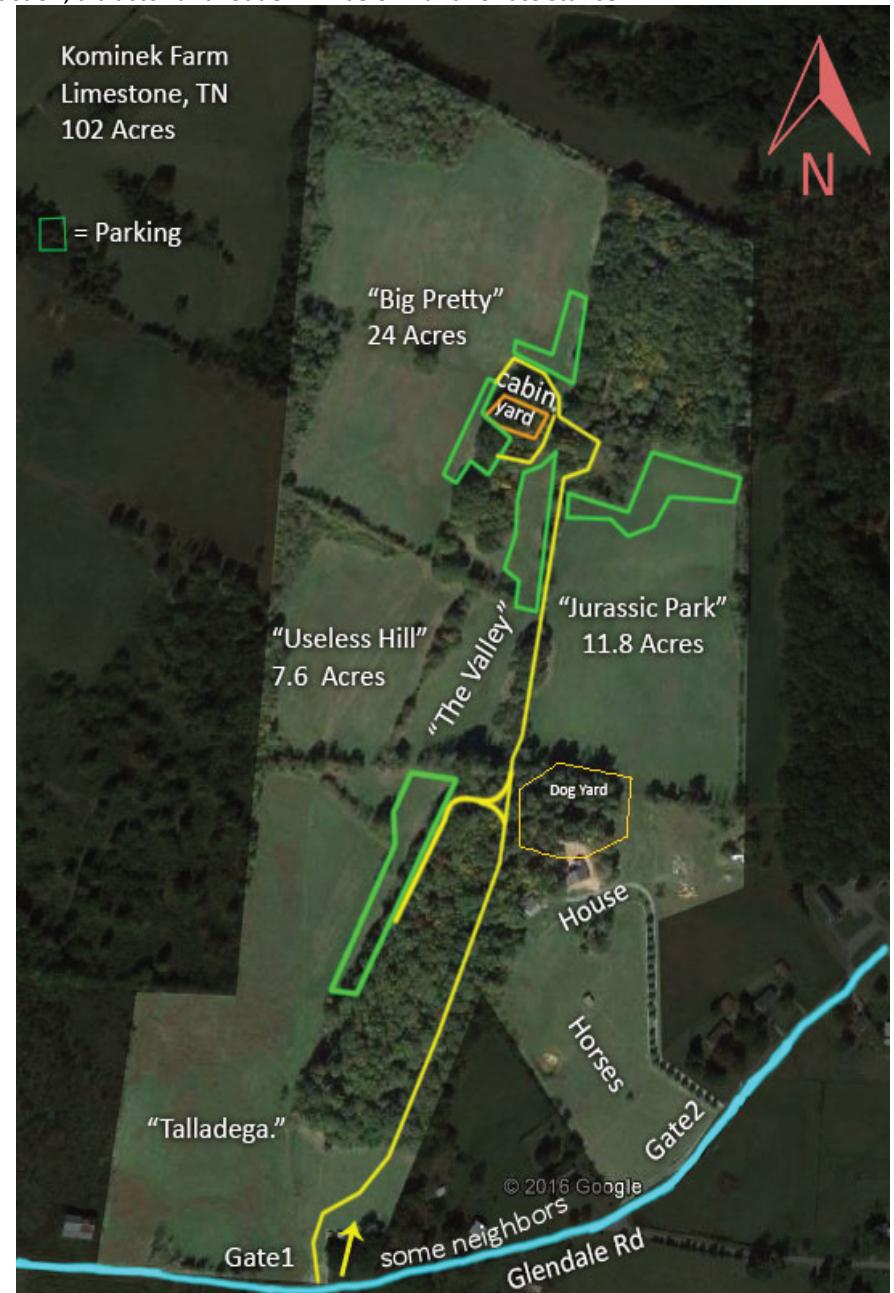 Kominek Farm
Limestone, TN
102 Acres
N
= Parking
“Big Pretty”
24 Acres
cabin
yard
“Jurassic Park”
11.8 Acres
“Useless Hill”
7.6 Acres
“The Valley”
Dog Yard
House
Horses
“Talladega.”
Gate2
© 2016 Google
some neighbors
Gate1
Glendale Rd